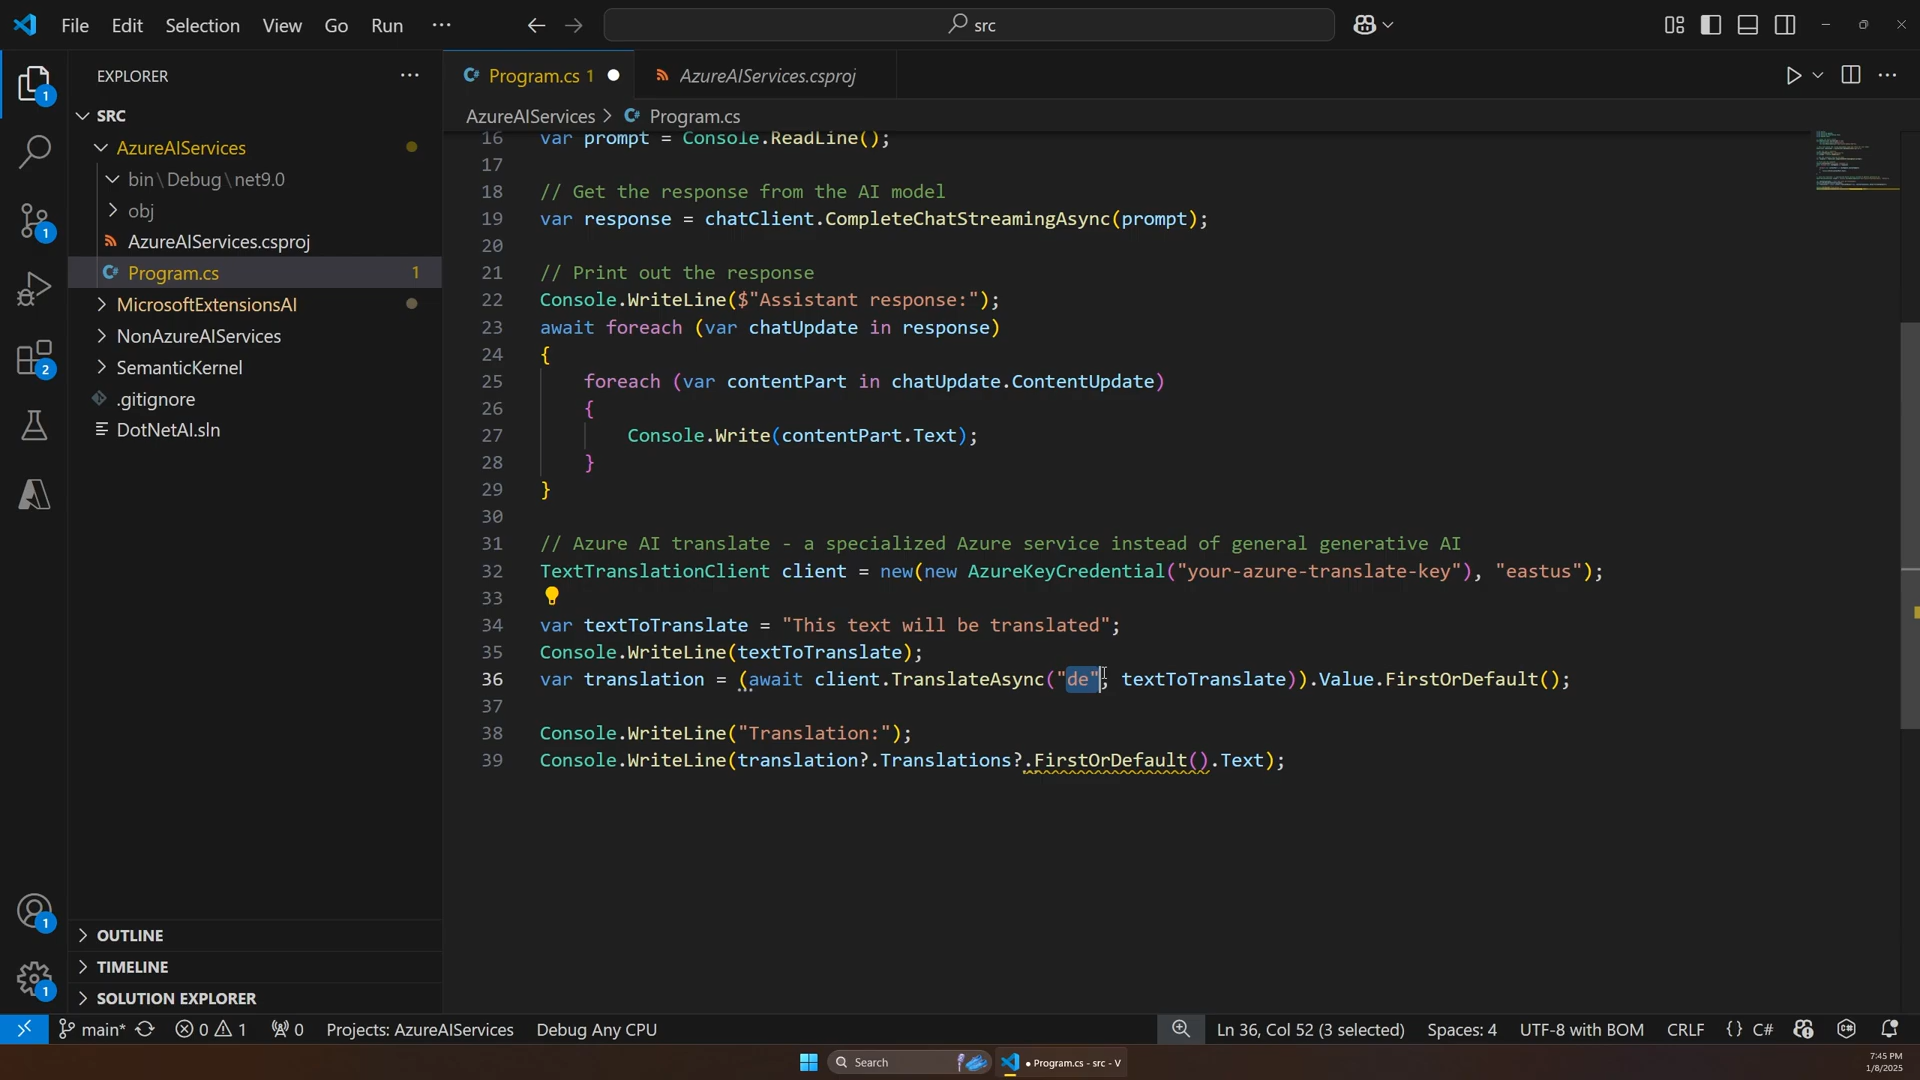 File Edit Selection View Go Run ··· src
EXPLORER ···
SRC
AzureAIServices
bin\Debug\net9.0
obj
AzureAIServices.csproj
Program.cs 1
MicrosoftExtensionsAI
NonAzureAIServices
SemanticKernel
.gitignore
DotNetAI.sln
OUTLINE
TIMELINE
SOLUTION EXPLORER
1
1
2
1
1
C# Program.cs 1 AzureAIServices.csproj
AzureAIServices > C# Program.cs
16 var prompt = Console.ReadLine();
17
18 // Get the response from the AI model
19 var response = chatClient.CompleteChatStreamingAsync(prompt);
20
21 // Print out the response
22 Console.WriteLine($"Assistant response:");
23 await foreach (var chatUpdate in response)
24 {
25 foreach (var contentPart in chatUpdate.ContentUpdate)
26 {
27 Console.Write(contentPart.Text);
28 }
29 }
30
31 // Azure AI translate - a specialized Azure service instead of general generative AI
32 TextTranslationClient client = new(new AzureKeyCredential("your-azure-translate-key"), "eastus");
33
34 var textToTranslate = "This text will be translated";
35 Console.WriteLine(textToTranslate);
36 var translation = (await client.TranslateAsync("de", textToTranslate)).Value.FirstOrDefault();
37
38 Console.WriteLine("Translation:");
39 Console.WriteLine(translation?.Translations?.FirstOrDefault().Text);
main* 0 1 0 Projects: AzureAIServices Debug Any CPU Ln 36, Col 52 (3 selected) Spaces: 4 UTF-8 with BOM CRLF {} C#
Search Program.cs - src - V
7:45 PM
1/8/2025